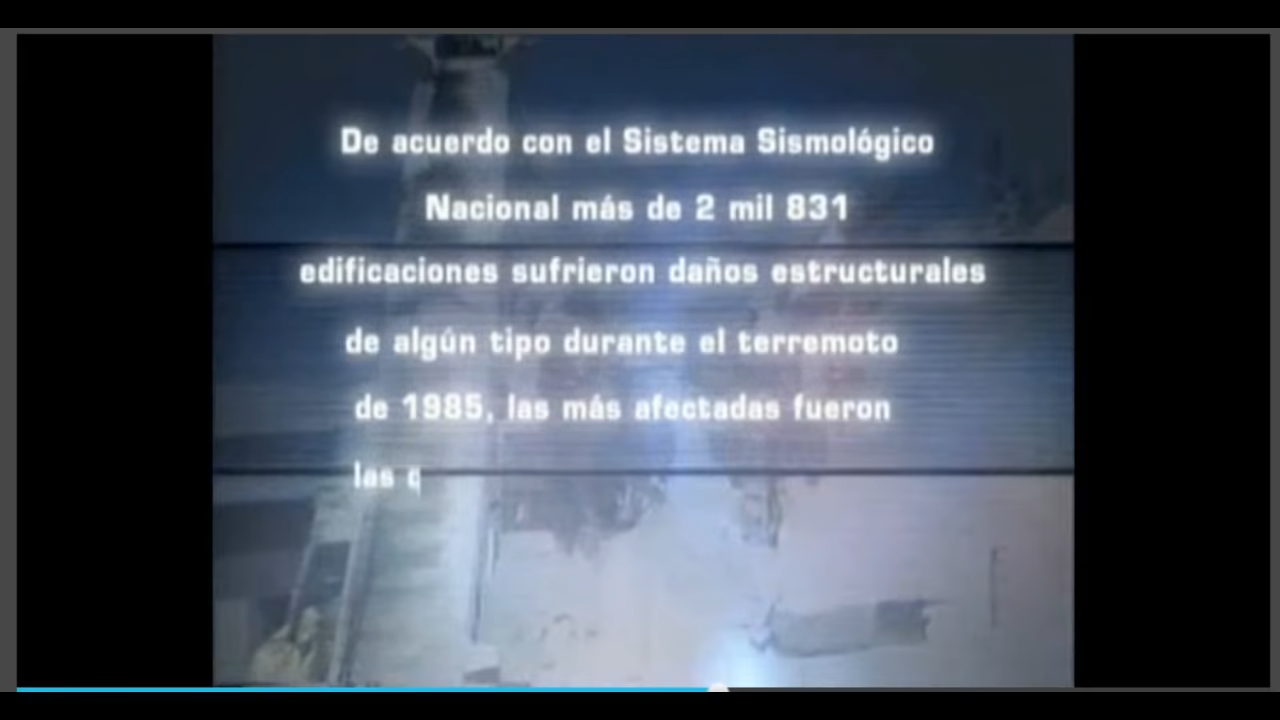 De acuerdo con el Sistema Sismológico
Nacional más de 2 mil 831
edificaciones sufrieron daños estructurales
de algún tipo durante el terremoto
de 1985, las más afectadas fueron
las